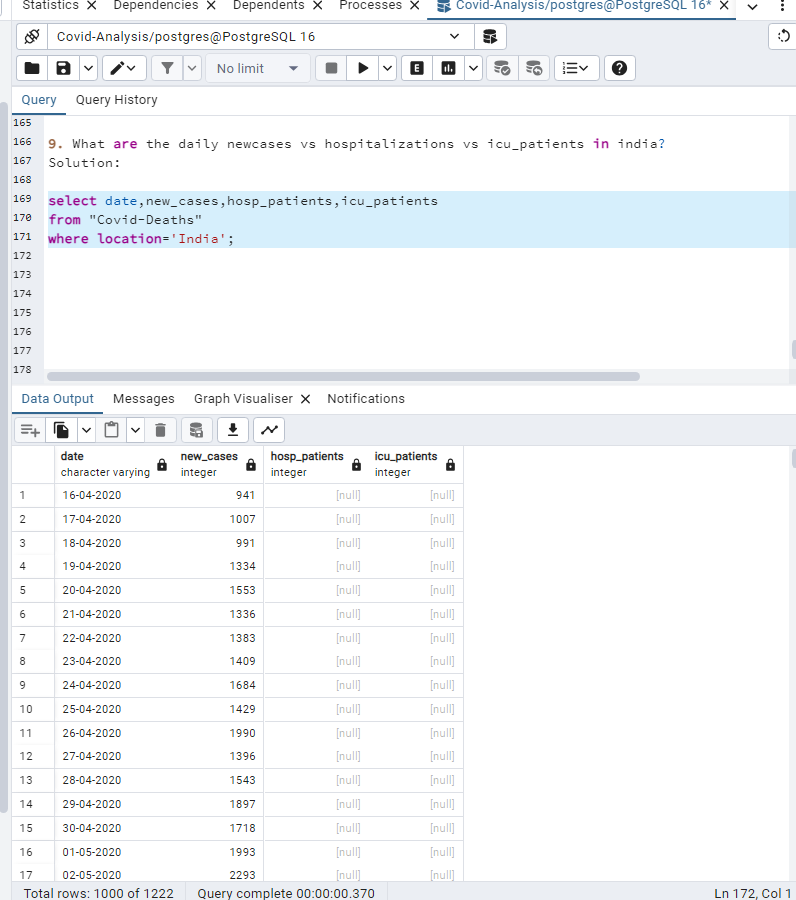 Statistics X Dependencies X Dependents X Processes X Covid-Analysis/postgres@PostgreSQL 16* X
Covid-Analysis/postgres@PostgreSQL 16
No limit
E
Query Query History
165
166 9. What are the daily newcases vs hospitalizations vs icu_patients in india?
167 Solution:
168
169 select date,new_cases,hosp_patients,icu_patients
170 from "Covid-Deaths"
171 where location='India';
172
173
174
175
176
177
178
Data Output Messages Graph Visualiser X Notifications
date new_cases hosp_patients icu_patients
character varying integer integer integer
1 16-04-2020 941 [null] [null]
2 17-04-2020 1007 [null] [null]
3 18-04-2020 991 [null] [null]
4 19-04-2020 1334 [null] [null]
5 20-04-2020 1553 [null] [null]
6 21-04-2020 1336 [null] [null]
7 22-04-2020 1383 [null] [null]
8 23-04-2020 1409 [null] [null]
9 24-04-2020 1684 [null] [null]
10 25-04-2020 1429 [null] [null]
11 26-04-2020 1990 [null] [null]
12 27-04-2020 1396 [null] [null]
13 28-04-2020 1543 [null] [null]
14 29-04-2020 1897 [null] [null]
15 30-04-2020 1718 [null] [null]
16 01-05-2020 1993 [null] [null]
17 02-05-2020 2293 [null] [null]
Total rows: 1000 of 1222 Query complete 00:00:00.370 Ln 172, Col 1